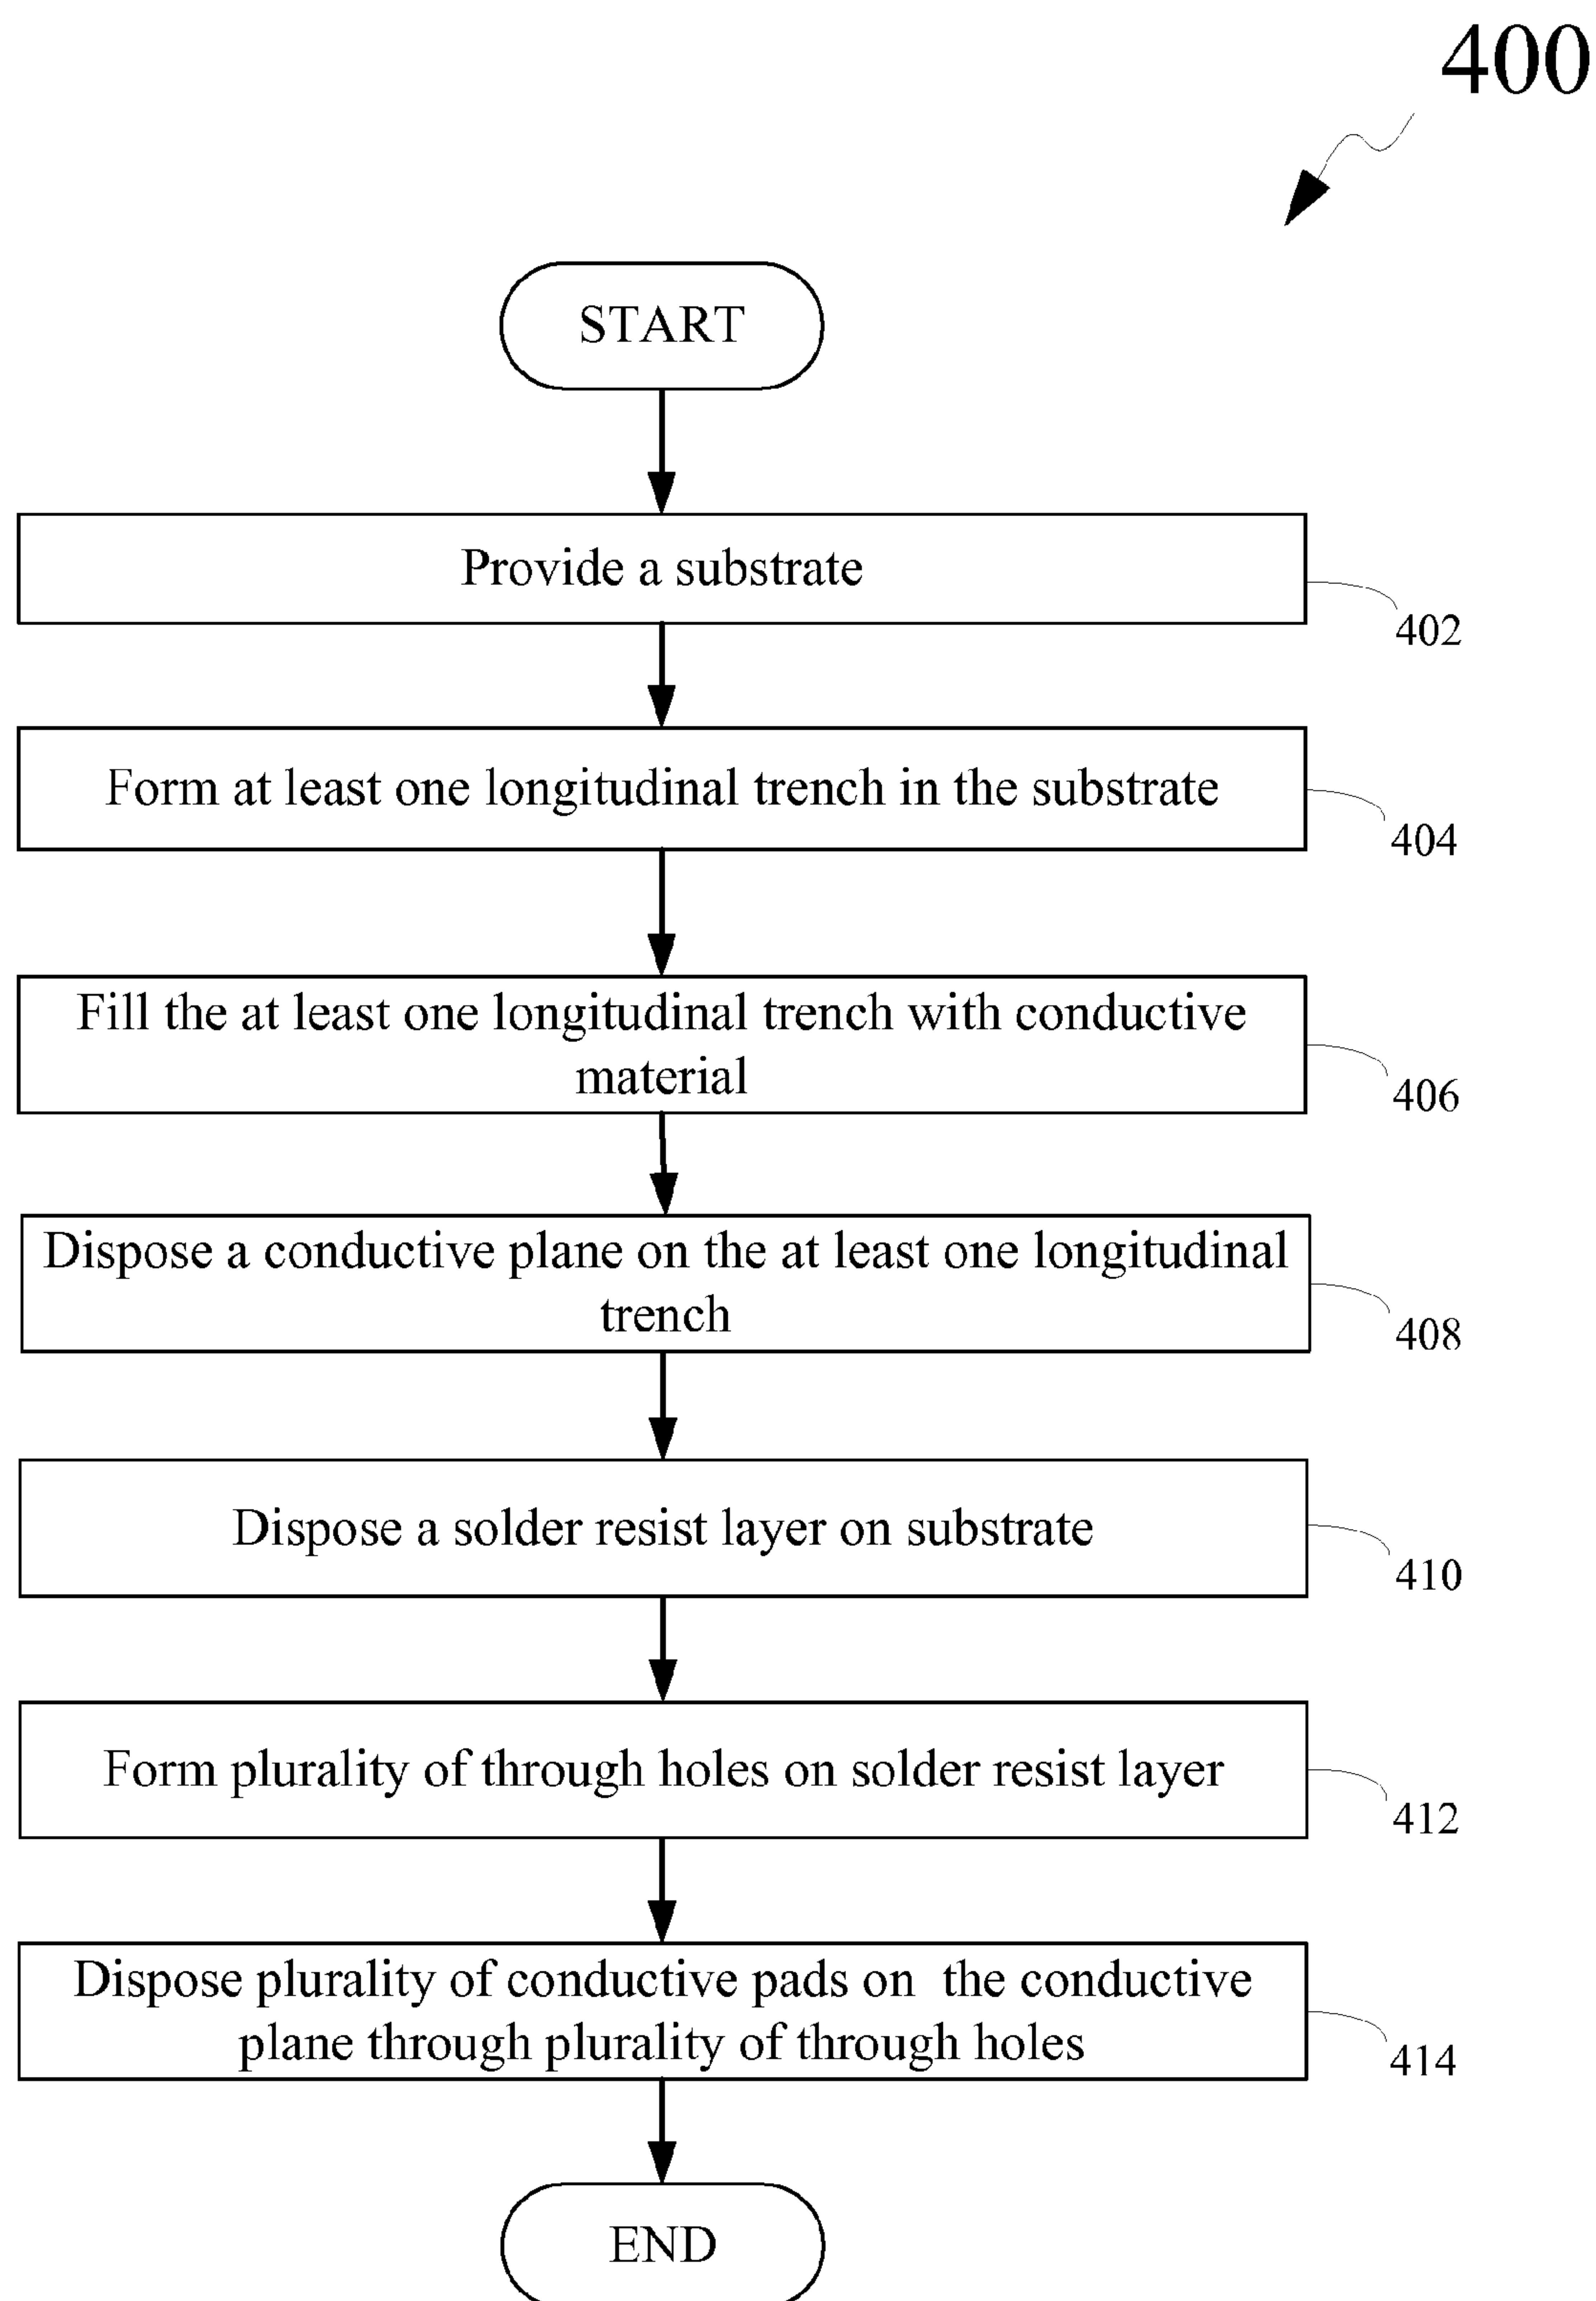 400
START
Provide a substrate
402
Form at least one longitudinal trench in the substrate
404
Fill the at least one longitudinal trench with conductive
material
406
Dispose a conductive plane on the at least one longitudinal
trench
408
Dispose a solder resist layer on substrate
410
Form plurality of through holes on solder resist layer
412
Dispose plurality of conductive pads on the conductive
plane through plurality of through holes
414
END